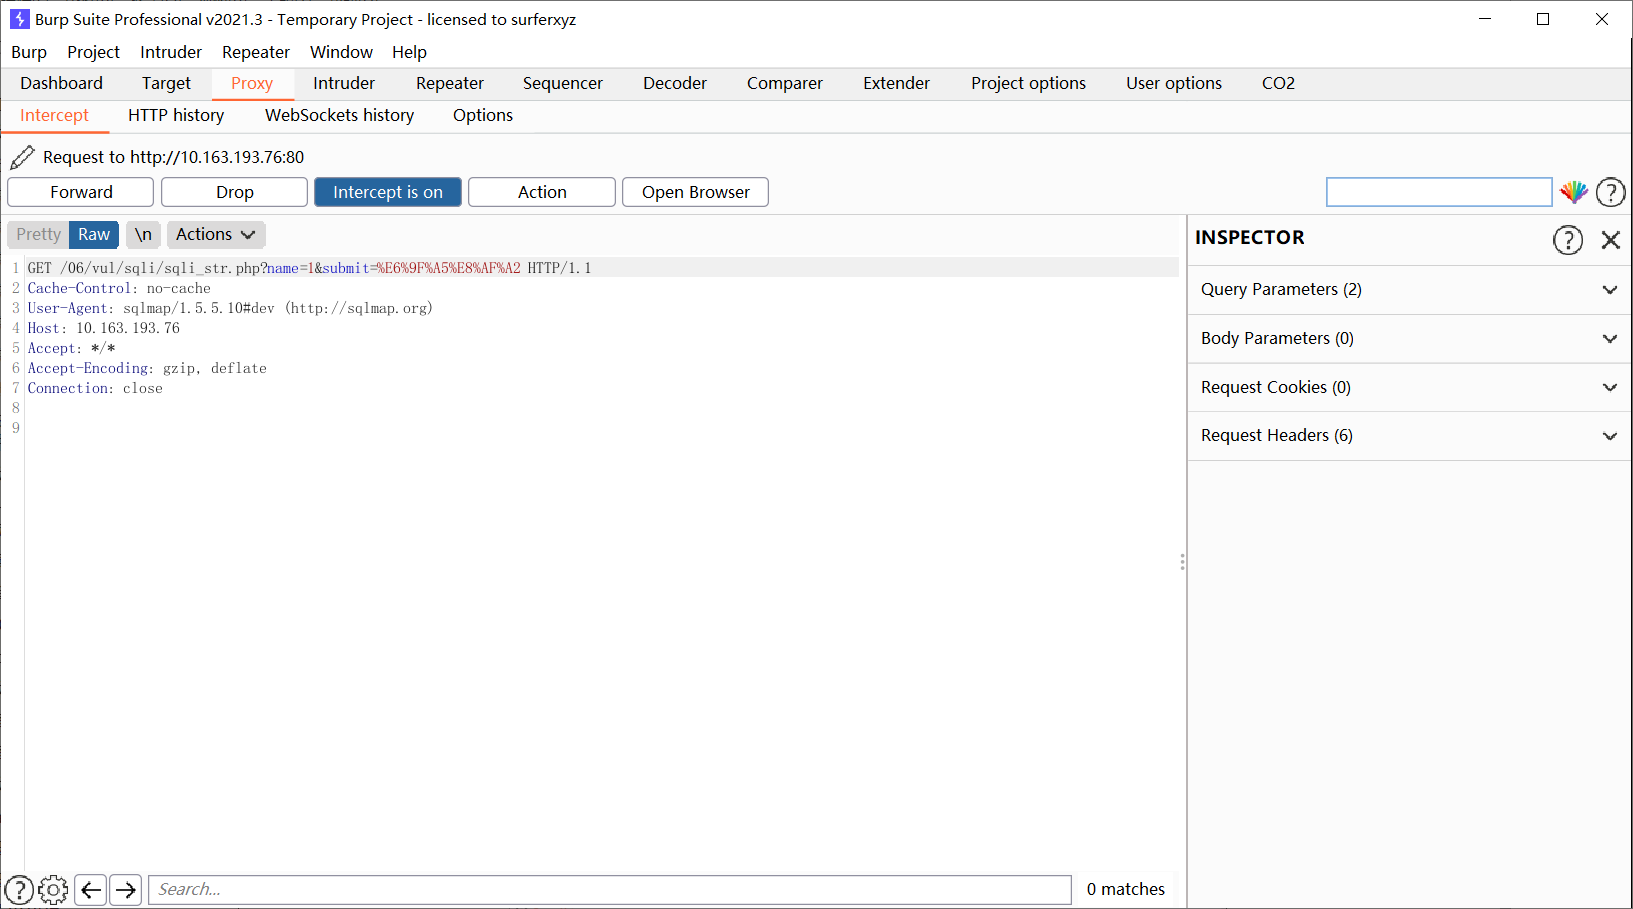 Burp Suite Professional v2021.3 - Temporary Project - licensed to surferxyz
Burp Project Intruder Repeater Window Help
Dashboard Target Proxy Intruder Repeater Sequencer Decoder Comparer Extender Project options User options CO2
Intercept HTTP history WebSockets history Options
Request to http://10.163.193.76:80
Forward Drop Intercept is on Action Open Browser
Pretty Raw \n Actions
INSPECTOR
1 GET /06/vul/sqli/sqli_str.php?name=1&submit=%E6%9F%A5%E8%AF%A2 HTTP/1.1
2 Cache-Control: no-cache
3 User-Agent: sqlmap/1.5.5.10#dev (http://sqlmap.org)
4 Host: 10.163.193.76
5 Accept: */*
6 Accept-Encoding: gzip, deflate
7 Connection: close
8
9
Query Parameters (2)
Body Parameters (0)
Request Cookies (0)
Request Headers (6)
Search...
0 matches